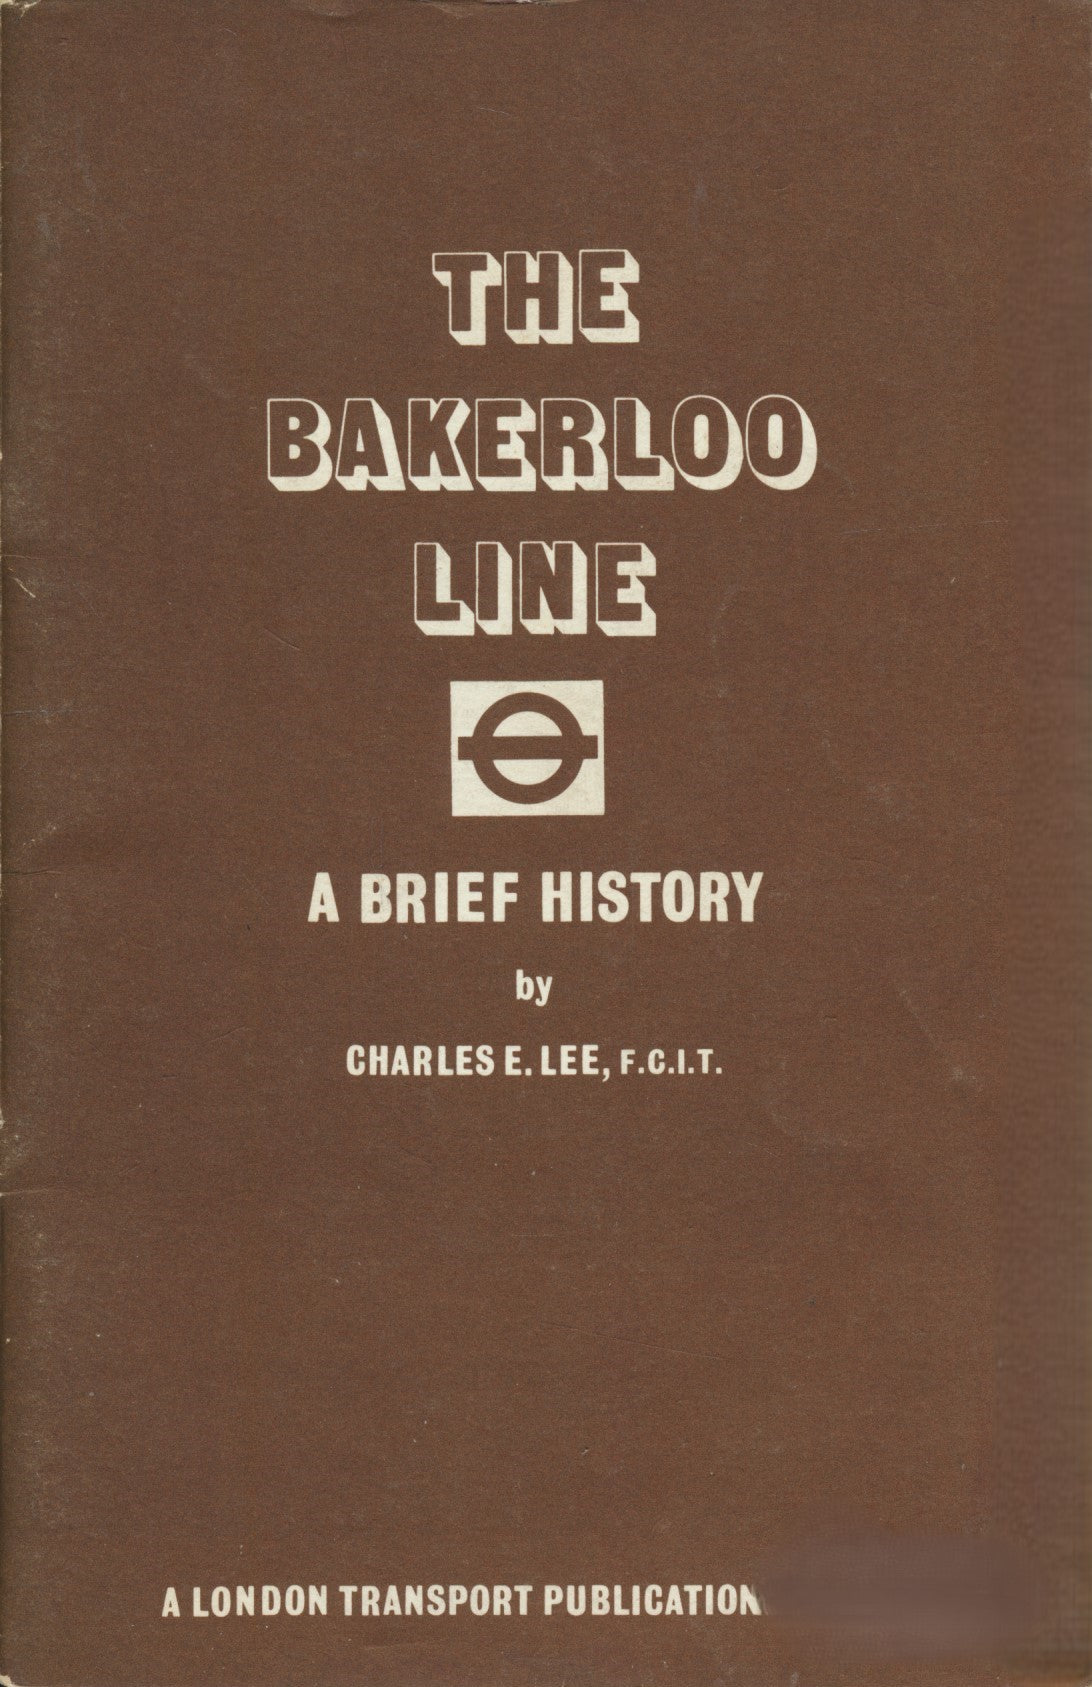 THE
BAKERLOO
LINE
A BRIEF HISTORY
by
CHARLES E. LEE, F.C.I.T.
A LONDON TRANSPORT PUBLICATION